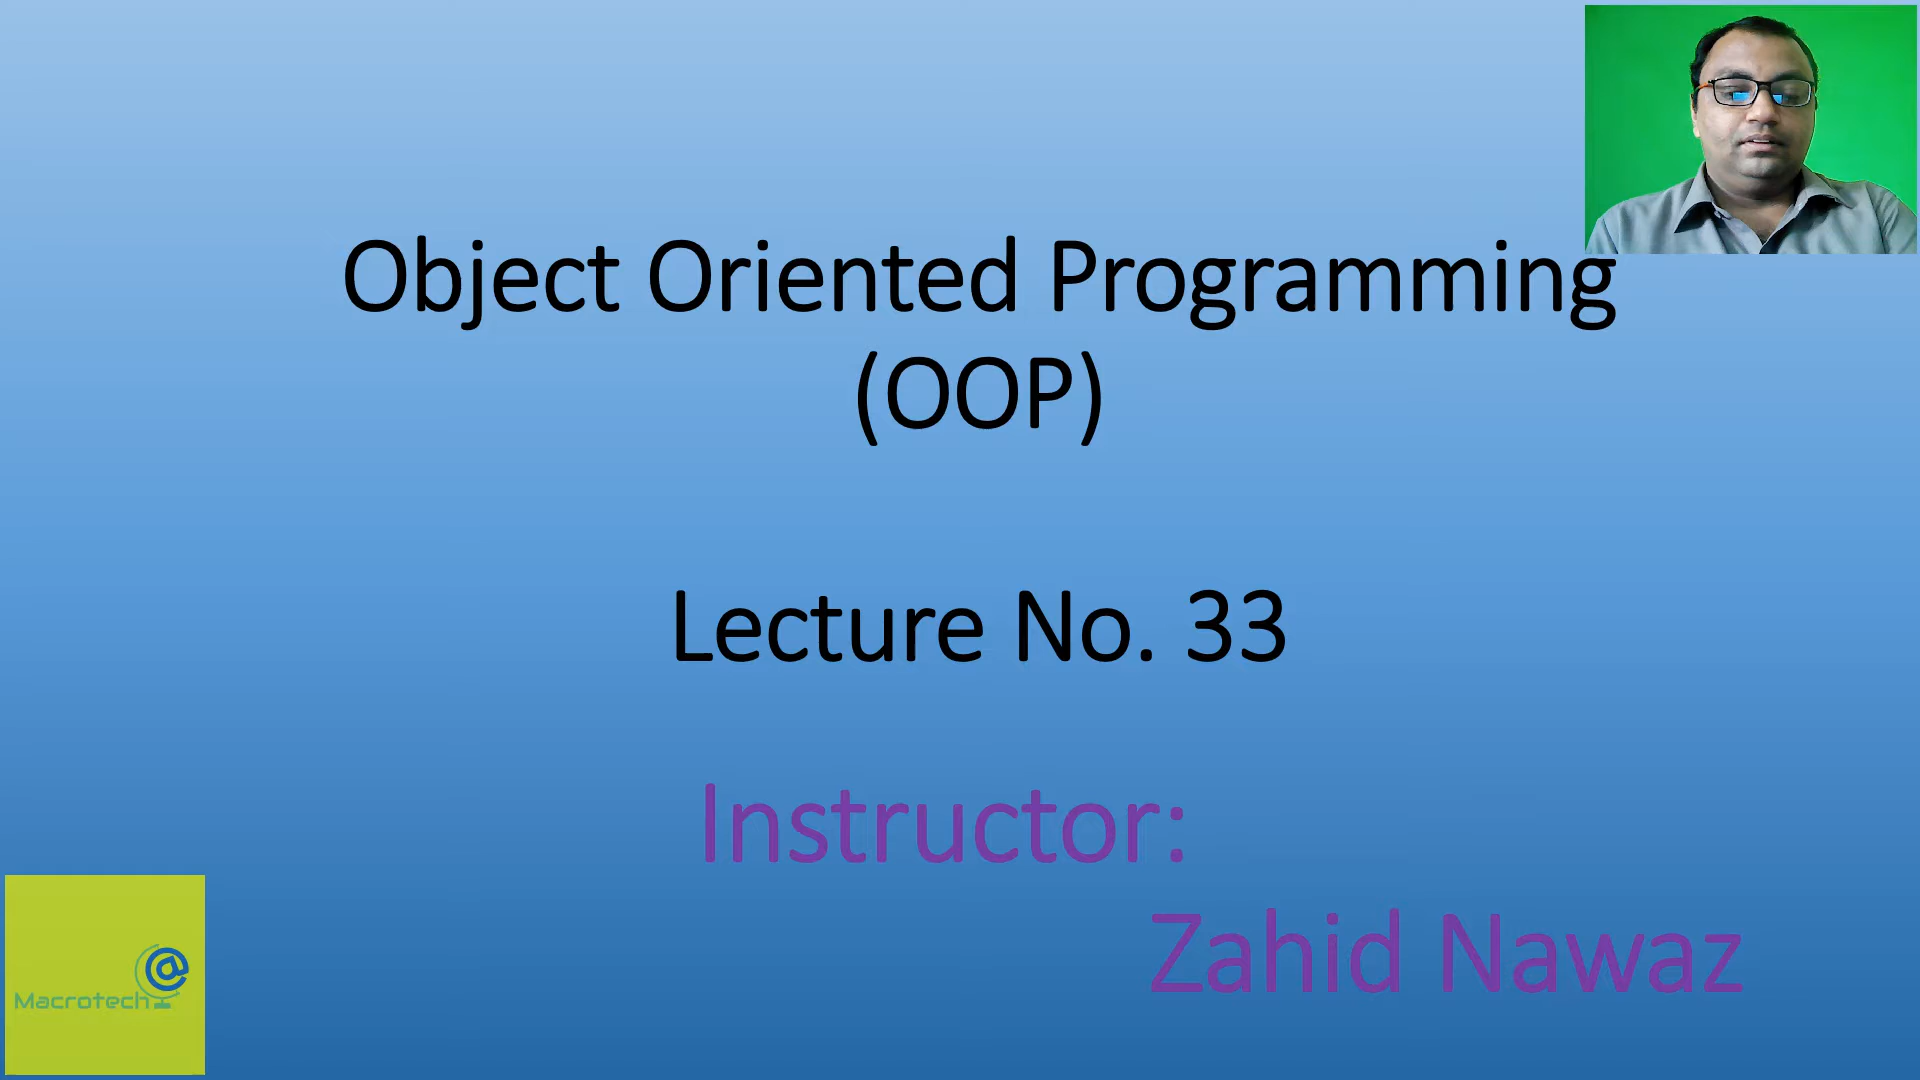 Object Oriented Programming
(OOP)
Lecture No. 33
Instructor:
Zahid Nawaz
Macrotech